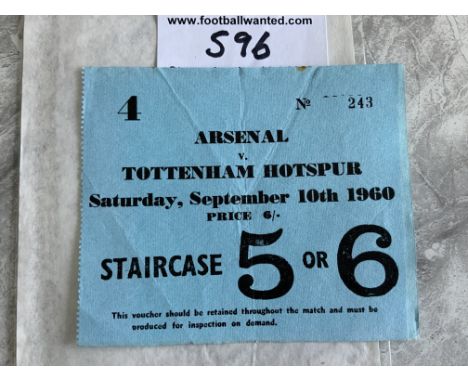 www.footballwanted.com
596
4
No 243
ARSENAL
v.
TOTTENHAM HOTSPUR
Saturday, September 10th 1960
PRICE 6/-
STAIRCASE 5 OR 6
This voucher should be retained throughout the match and must be
produced for inspection on demand.